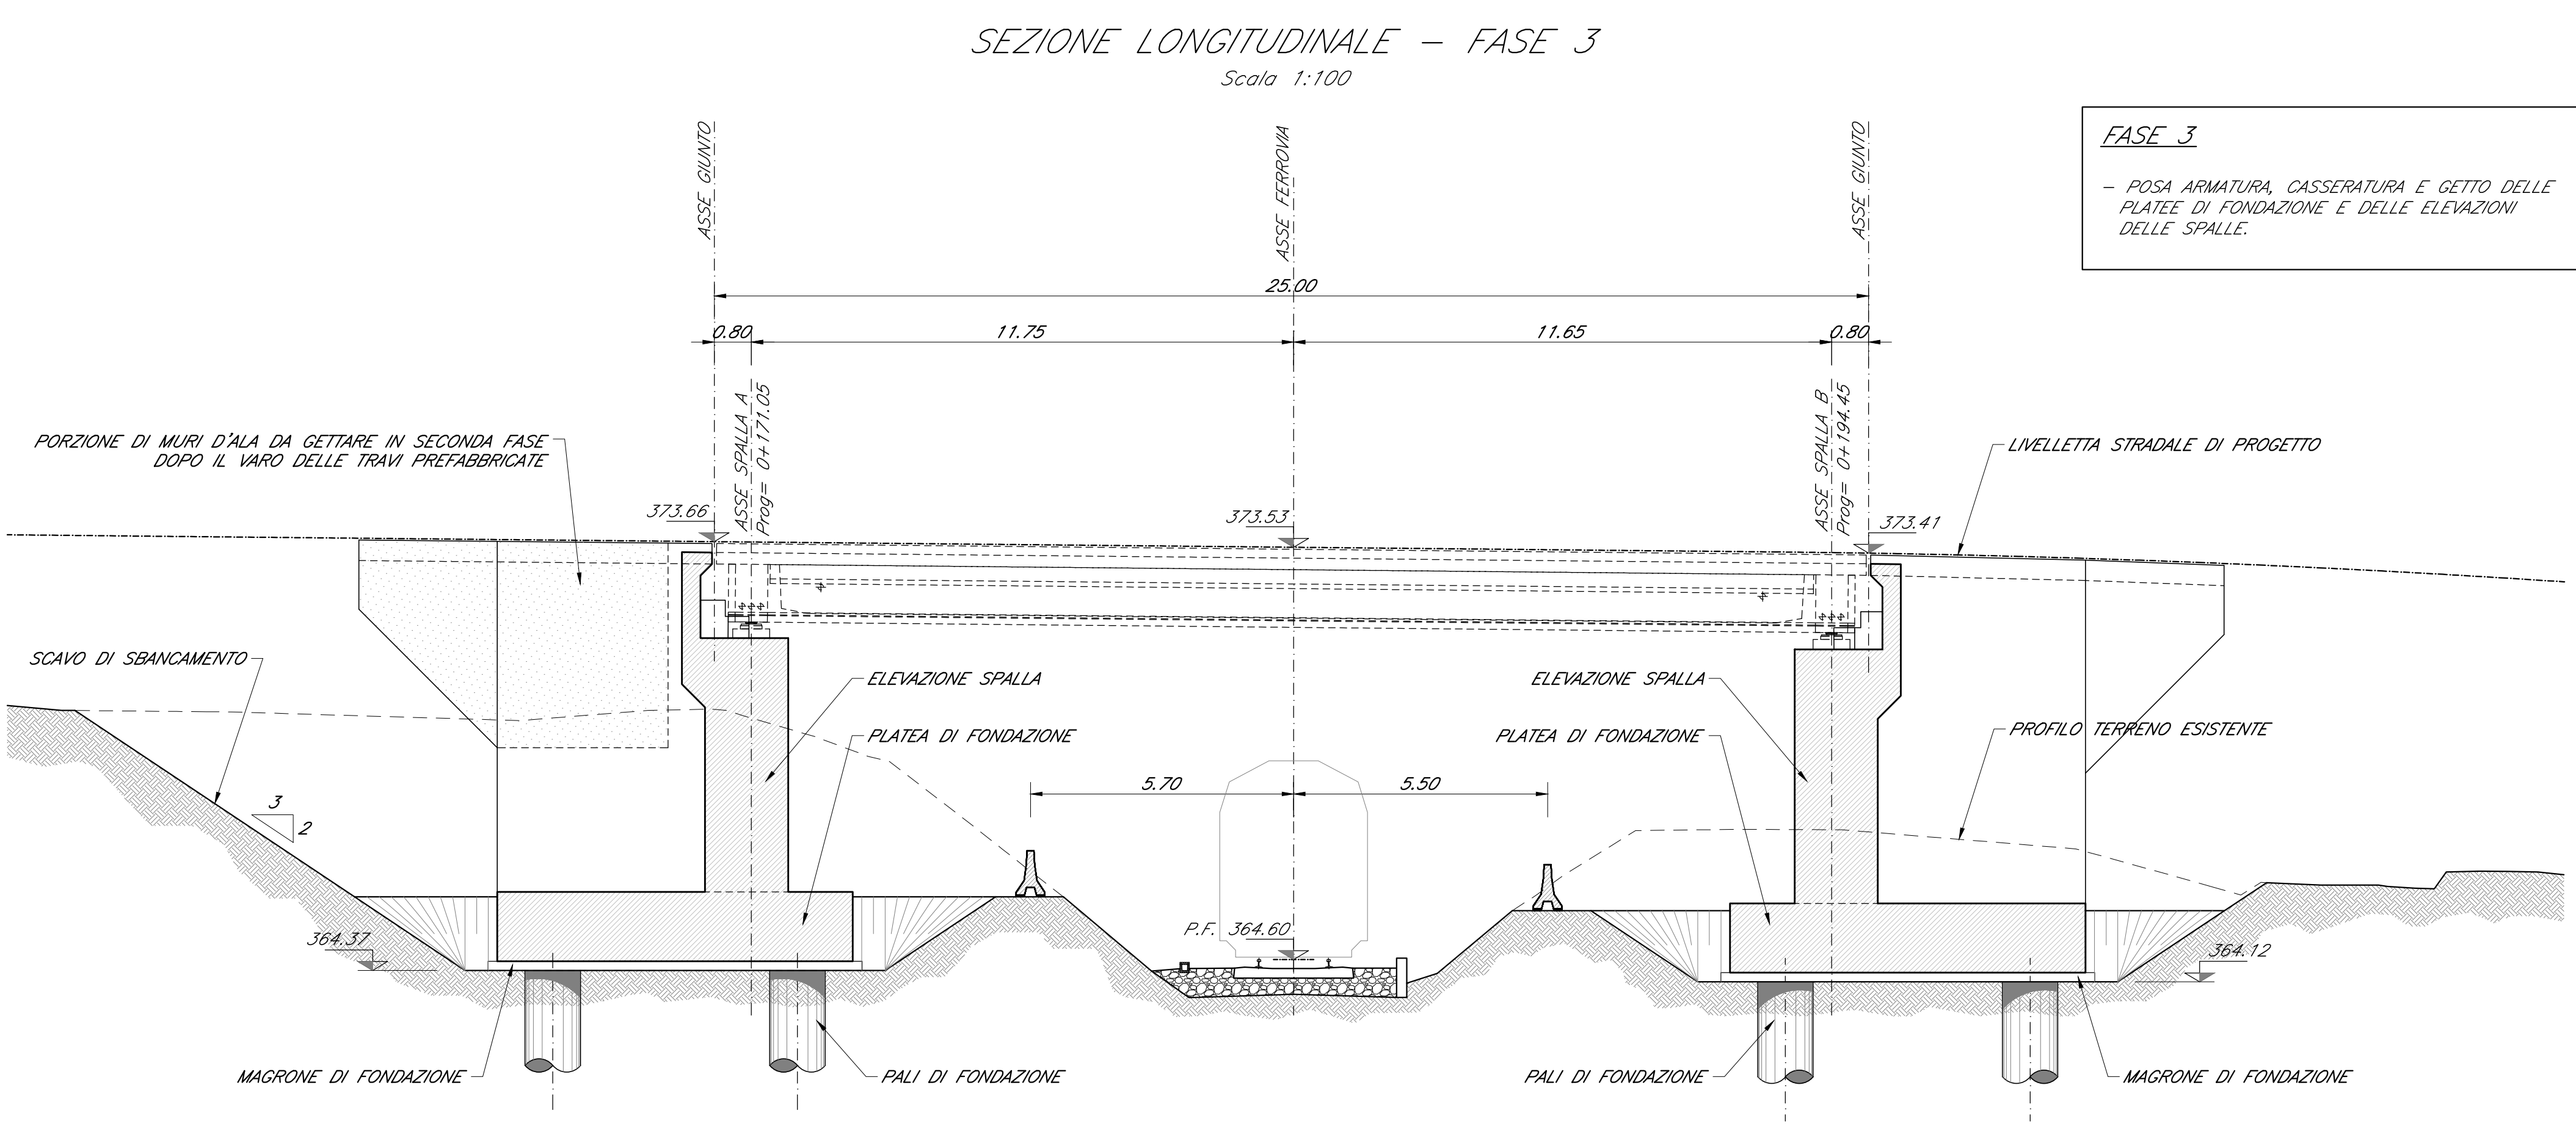 SEZIONE LONGITUDINALE – FASE 3
Scala 1:100
FASE 3
– POSA ARMATURA, CASSERATURA E GETTO DELLE
PLATEE DI FONDAZIONE E DELLE ELEVAZIONI
DELLE SPALLE.
ASSE GIUNTO
ASSE FERROVIA
ASSE GIUNTO
25.00
0.80
11.75
11.65
0.80
ASSE SPALLA A
Prog= 0+171.05
ASSE SPALLA B
Prog= 0+194.45
PORZIONE DI MURI D'ALA DA GETTARE IN SECONDA FASE
DOPO IL VARO DELLE TRAVI PREFABBRICATE
LIVELLETTA STRADALE DI PROGETTO
373.66
373.53
373.41
SCAVO DI SBANCAMENTO
ELEVAZIONE SPALLA
ELEVAZIONE SPALLA
PLATEA DI FONDAZIONE
PLATEA DI FONDAZIONE
PROFILO TERRENO ESISTENTE
5.70
5.50
3
2
364.37
P.F. 364.60
364.12
MAGRONE DI FONDAZIONE
PALI DI FONDAZIONE
PALI DI FONDAZIONE
MAGRONE DI FONDAZIONE